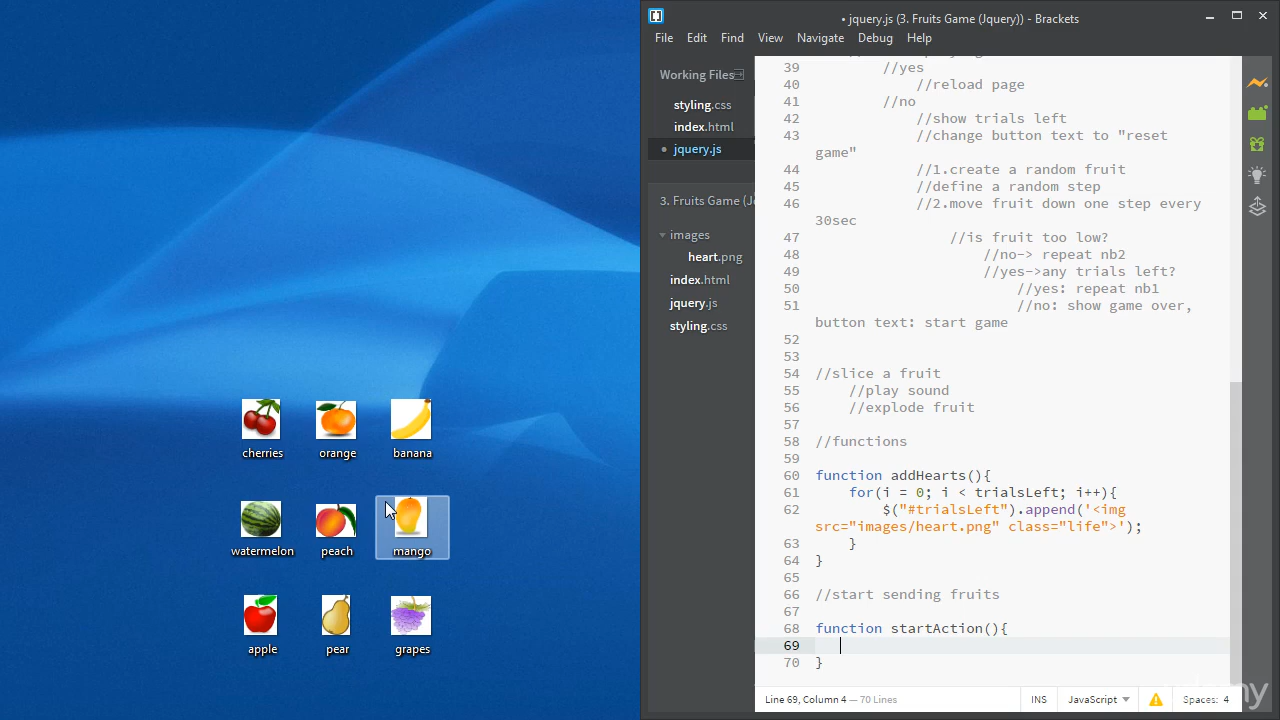 • jquery.js (3. Fruits Game (Jquery)) - Brackets
File Edit Find View Navigate Debug Help
Working Files
styling.css
index.html
• jquery.js
3. Fruits Game (Jq
images
heart.png
index.html
jquery.js
styling.css
39 //yes
40 //reload page
41 //no
42 //show trials left
43 //change button text to "reset
game"
44 //1.create a random fruit
45 //define a random step
46 //2.move fruit down one step every
30sec
47 //is fruit too low?
48 //no-> repeat nb2
49 //yes->any trials left?
50 //yes: repeat nb1
51 //no: show game over,
button text: start game
52
53
54 //slice a fruit
55 //play sound
56 //explode fruit
57
58 //functions
59
60 function addHearts(){
61 for(i = 0; i < trialsLeft; i++){
62 $("#trialsLeft").append('<img
src="images/heart.png" class="life">');
63 }
64 }
65
66 //start sending fruits
67
68 function startAction(){
69
70 }
Line 69, Column 4 — 70 Lines INS JavaScript Spaces: 4
cherries orange banana
watermelon peach mango
apple pear grapes